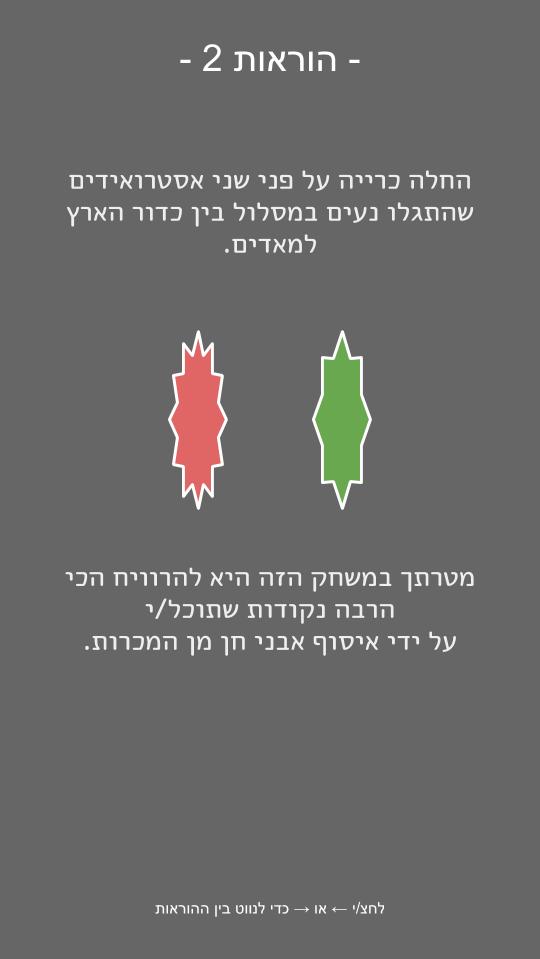 - הוראות 2 -
החלה כרייה על פני שני אסטרואידים
שהתגלו נעים במסלול בין כדור הארץ
למאדים.
מטרתך במשחק הזה היא להרוויח הכי
הרבה נקודות שתוכל/י
על ידי איסוף אבני חן מן המכרות.
לחצ/י ← או → כדי לנווט בין ההוראות